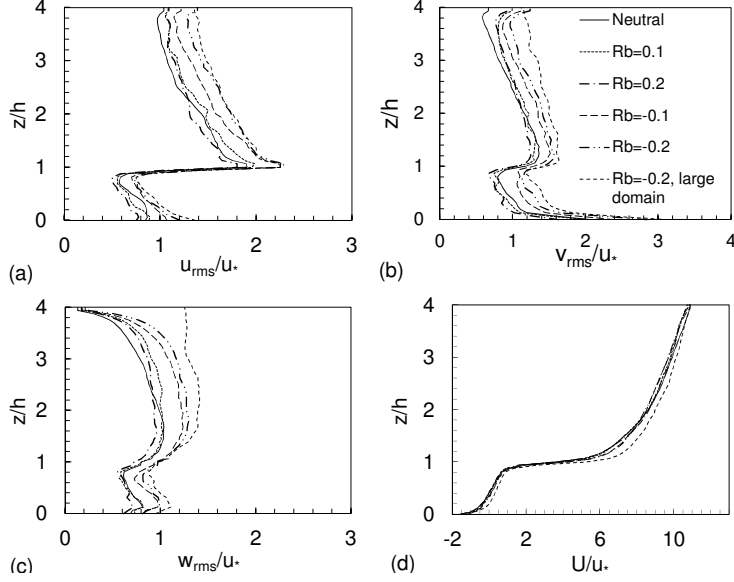 4
3
2
1
0
z/h
0
1
2
3
u_rms/u_*
(a)
4
3
2
1
0
z/h
0
1
2
3
4
v_rms/u_*
(b)
Neutral
Rb=0.1
Rb=0.2
Rb=-0.1
Rb=-0.2
Rb=-0.2, large
domain
4
3
2
1
0
z/h
0
1
2
3
w_rms/u_*
(c)
4
3
2
1
0
z/h
-2
2
6
10
U/u_*
(d)